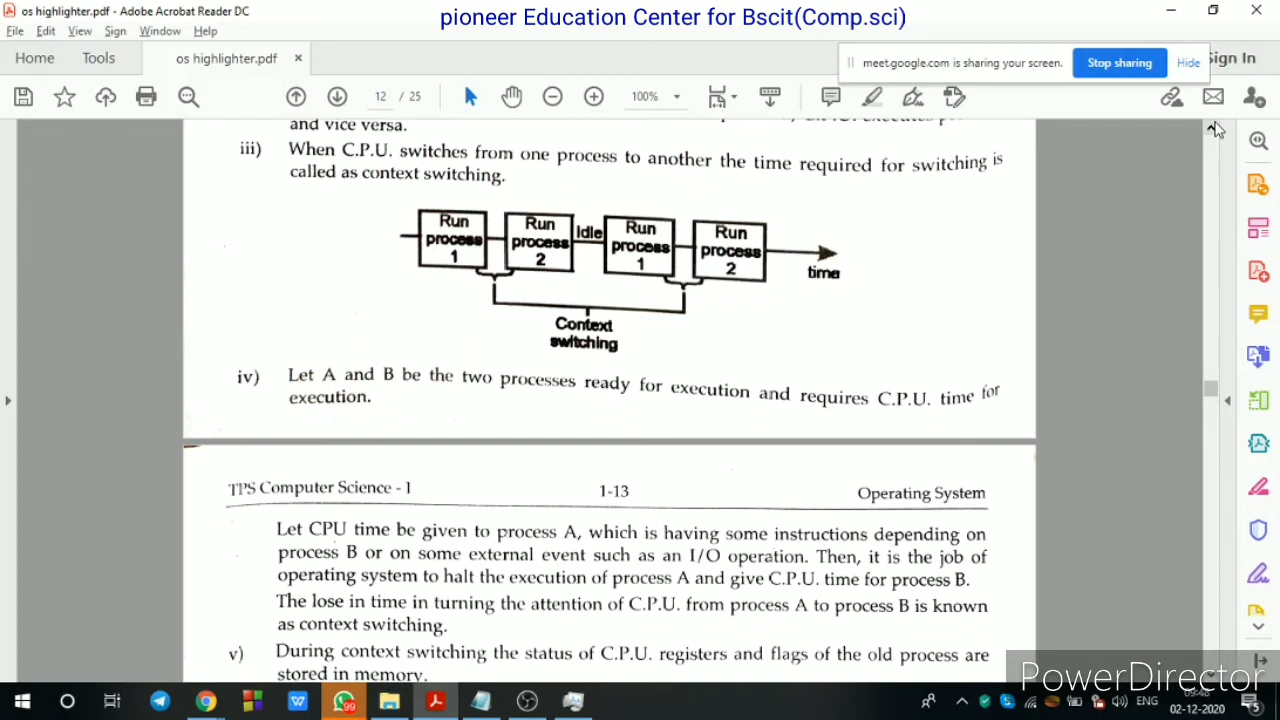 os highlighter.pdf - Adobe Acrobat Reader DC
pioneer Education Center for Bscit(Comp.sci)
File Edit View Sign Window Help
Home Tools os highlighter.pdf ×
meet.google.com is sharing your screen. Stop sharing Hide
Sign In
12 / 25 100%
and vice versa.
iii) When C.P.U. switches from one process to another the time required for switching is
called as context switching.
Run process 1
Run process 2
Idle
Run process 1
Run process 2
time
Context
switching
iv) Let A and B be the two processes ready for execution and requires C.P.U. time for
execution.
TPS Computer Science - I 1-13 Operating System
Let CPU time be given to process A, which is having some instructions depending on
process B or on some external event such as an I/O operation. Then, it is the job of
operating system to halt the execution of process A and give C.P.U. time for process B.
The lose in time in turning the attention of C.P.U. from process A to process B is known
as context switching.
v) During context switching the status of C.P.U. registers and flags of the old process are
stored in memory.
PowerDirector
99
ENG
09:48
02-12-2020
5